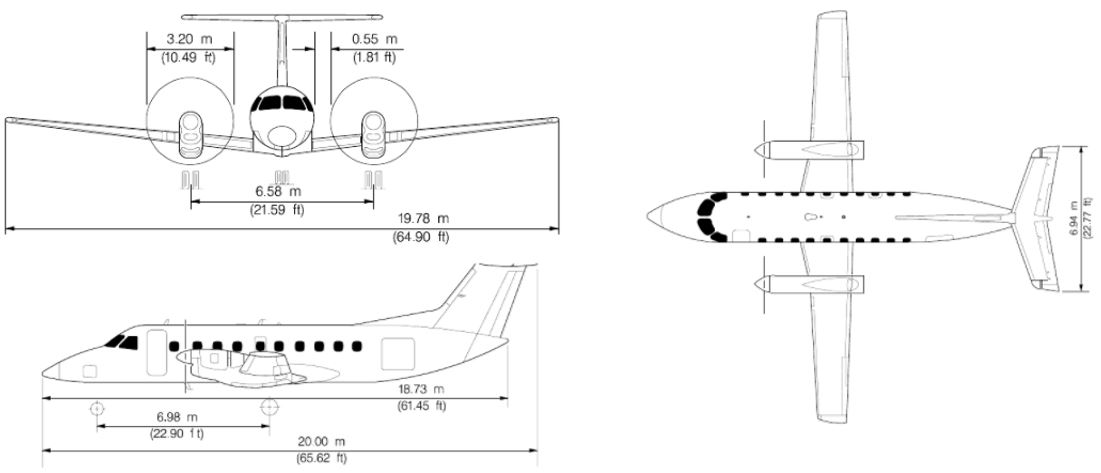 3.20 m
(10.49 ft)
0.55 m
(1.81 ft)
6.58 m
(21.59 ft)
19.78 m
(64.90 ft)
18.73 m
(61.45 ft)
6.98 m
(22.90 f t)
20.00 m
(65.62 ft)
6.94 m
(22.77 ft)